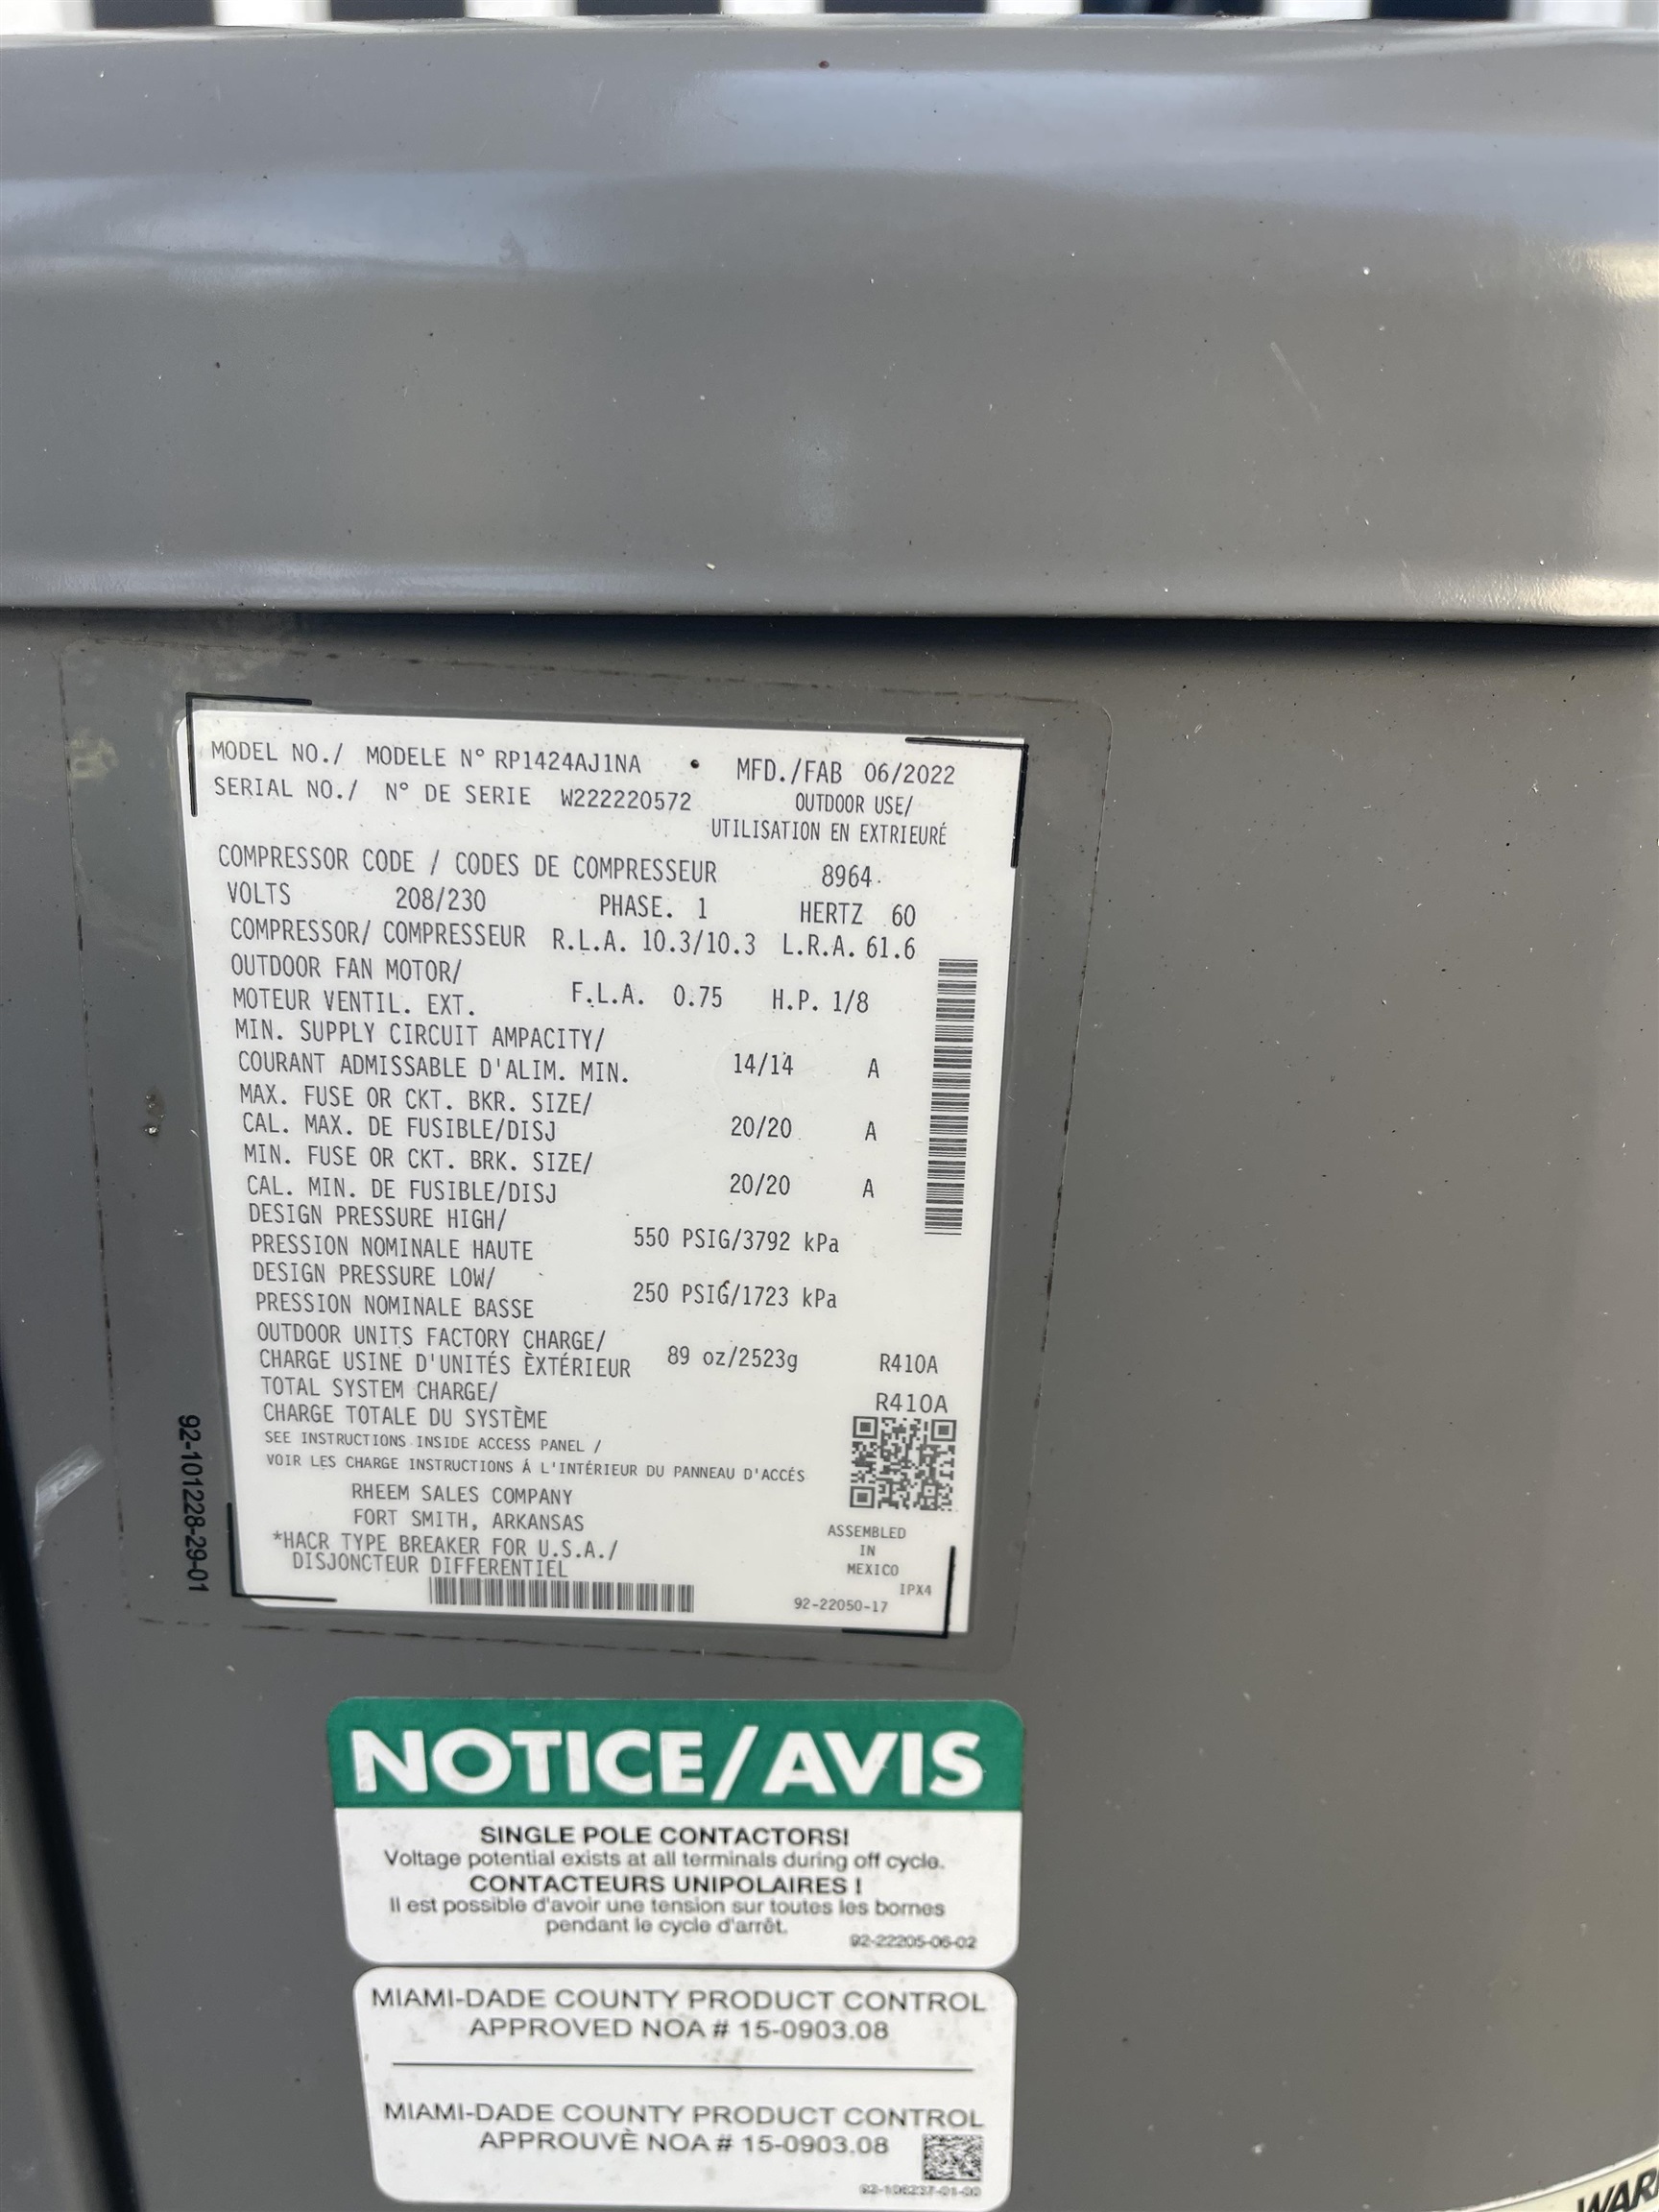 MODEL NO./ MODELE N° RP1424AJ1NA • MFD./FAB 06/2022
SERIAL NO./ N° DE SERIE W222220572 OUTDOOR USE/
UTILISATION EN EXTRIEURÉ
COMPRESSOR CODE / CODES DE COMPRESSEUR 8964
VOLTS 208/230 PHASE. 1 HERTZ 60
COMPRESSOR/ COMPRESSEUR R.L.A. 10.3/10.3 L.R.A. 61.6
OUTDOOR FAN MOTOR/
MOTEUR VENTIL. EXT. F.L.A. 0.75 H.P. 1/8
MIN. SUPPLY CIRCUIT AMPACITY/
COURANT ADMISSABLE D'ALIM. MIN. 14/14 A
MAX. FUSE OR CKT. BKR. SIZE/
CAL. MAX. DE FUSIBLE/DISJ 20/20 A
MIN. FUSE OR CKT. BRK. SIZE/
CAL. MIN. DE FUSIBLE/DISJ 20/20 A
DESIGN PRESSURE HIGH/
PRESSION NOMINALE HAUTE 550 PSIG/3792 kPa
DESIGN PRESSURE LOW/
PRESSION NOMINALE BASSE 250 PSIG/1723 kPa
OUTDOOR UNITS FACTORY CHARGE/
CHARGE USINE D'UNITÉS ÈXTÉRIEUR 89 oz/2523g R410A
TOTAL SYSTEM CHARGE/ R410A
CHARGE TOTALE DU SYSTÈME
SEE INSTRUCTIONS INSIDE ACCESS PANEL /
VOIR LES CHARGE INSTRUCTIONS Á L'INTÉRIEUR DU PANNEAU D'ACCÉS
RHEEM SALES COMPANY
FORT SMITH, ARKANSAS
*HACR TYPE BREAKER FOR U.S.A./
DISJONCTEUR DIFFERENTIEL
ASSEMBLED
IN
MEXICO
IPX4
92-22050-17
92-101228-29-01
NOTICE/AVIS
SINGLE POLE CONTACTORS!
Voltage potential exists at all terminals during off cycle.
CONTACTEURS UNIPOLAIRES !
Il est possible d'avoir une tension sur toutes les bornes
pendant le cycle d'arrêt.
92-22205-06-02
MIAMI-DADE COUNTY PRODUCT CONTROL
APPROVED NOA # 15-0903.08
MIAMI-DADE COUNTY PRODUCT CONTROL
APPROUVÈ NOA # 15-0903.08
92-106237-01-00